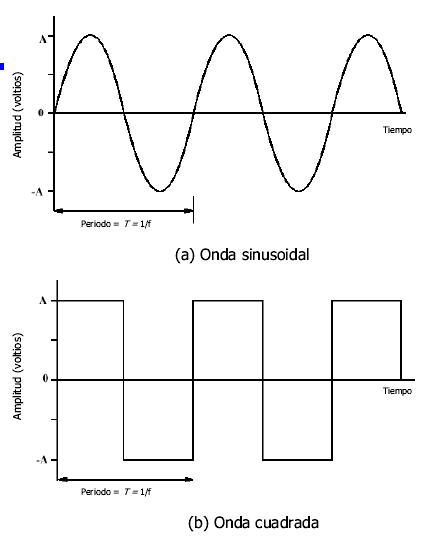 A
Amplitud (voltios)
0
Tiempo
-A
Periodo = T = 1/f
(a) Onda sinusoidal
A
Amplitud (voltios)
0
Tiempo
-A
Periodo = T = 1/f
(b) Onda cuadrada